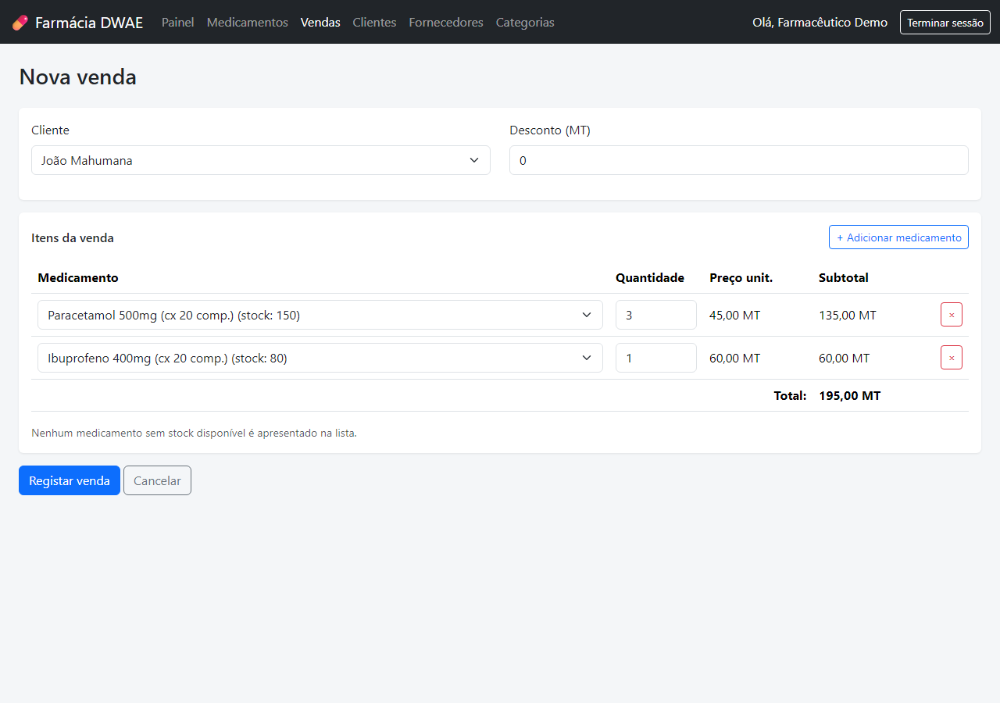 Farmácia DWAE Painel Medicamentos Vendas Clientes Fornecedores Categorias Olá, Farmacêutico Demo Terminar sessão
Nova venda
Cliente Desconto (MT)
João Mahumana 0
Itens da venda + Adicionar medicamento
Medicamento Quantidade Preço unit. Subtotal
Paracetamol 500mg (cx 20 comp.) (stock: 150) 3 45,00 MT 135,00 MT ×
Ibuprofeno 400mg (cx 20 comp.) (stock: 80) 1 60,00 MT 60,00 MT ×
Total: 195,00 MT
Nenhum medicamento sem stock disponível é apresentado na lista.
Registar venda Cancelar